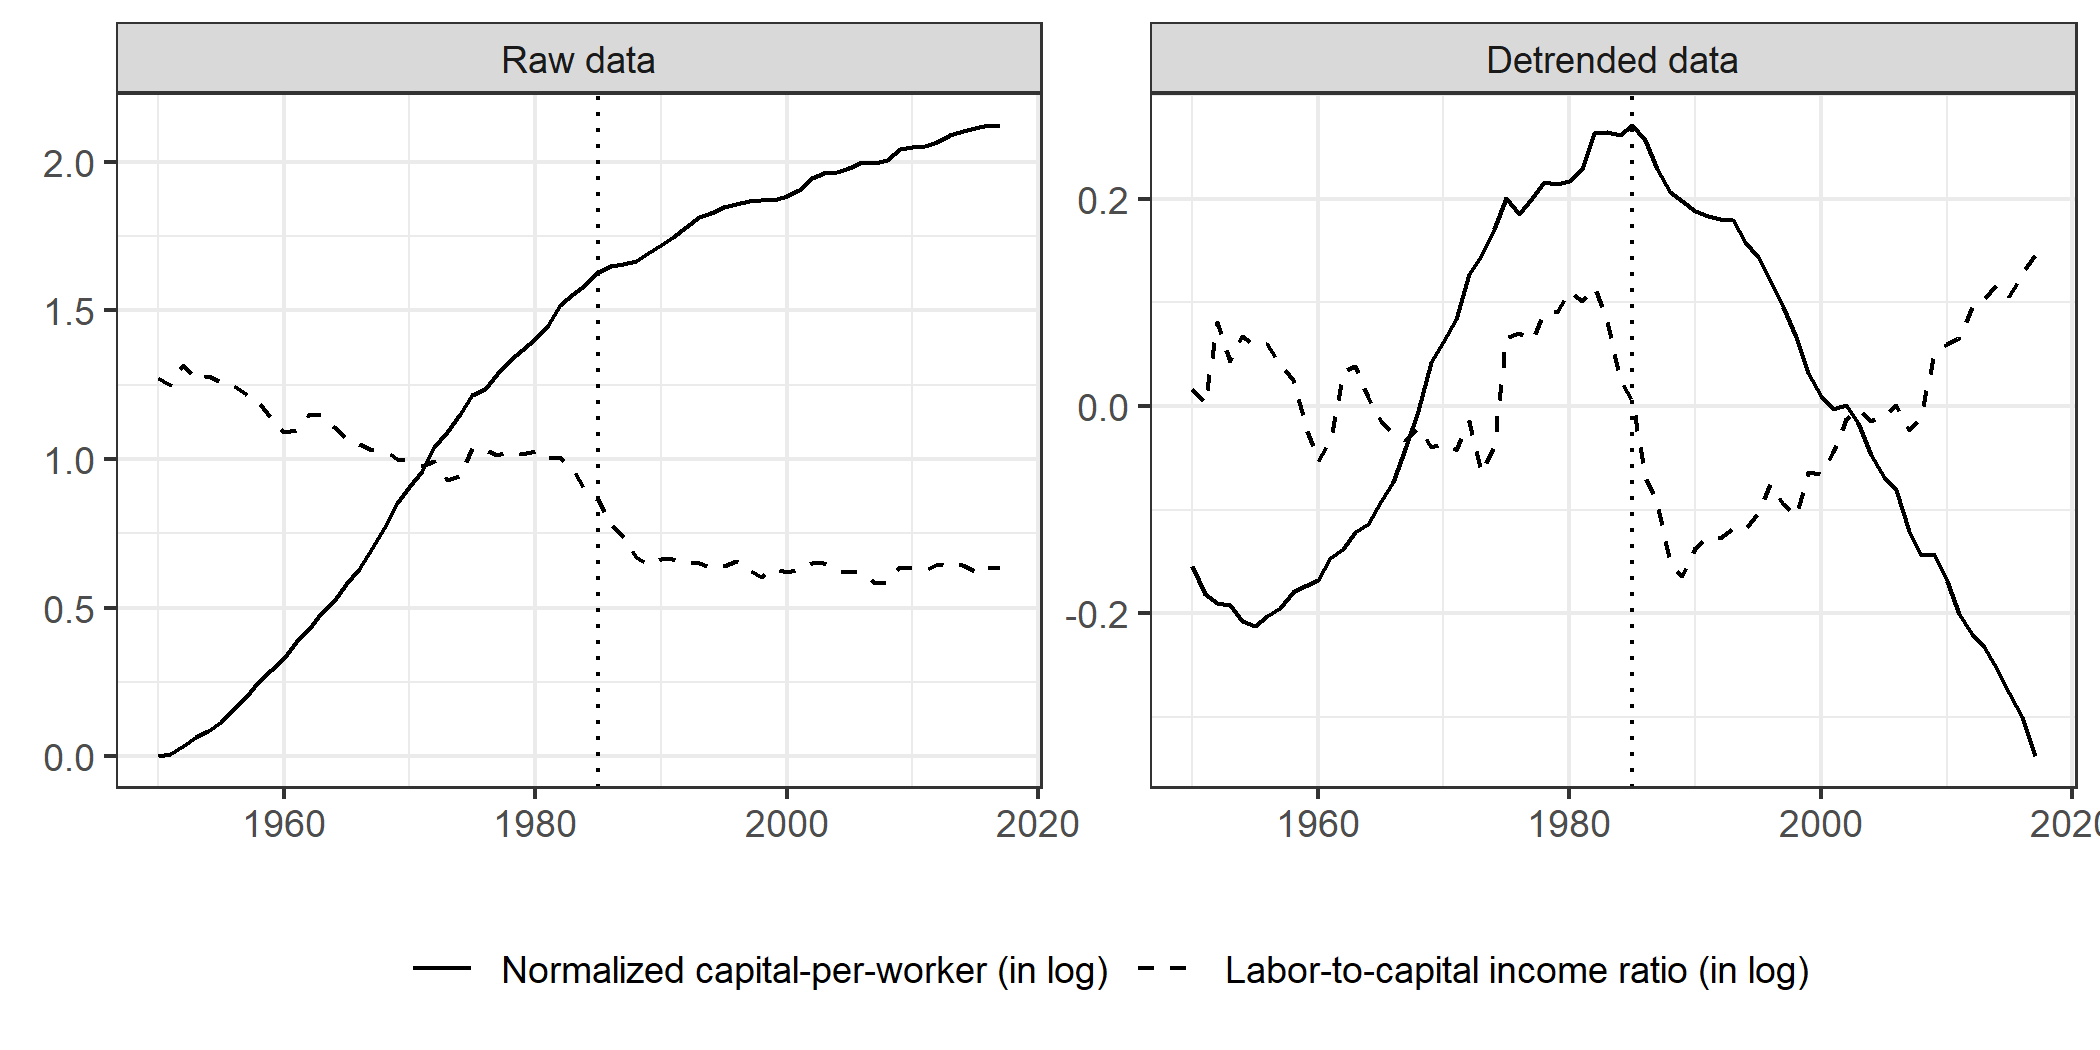 Raw data
Detrended data
2.0
1.5
1.0
0.5
0.0
0.2
0.0
-0.2
1960 1980 2000 2020
1960 1980 2000 2020
Normalized capital-per-worker (in log) Labor-to-capital income ratio (in log)